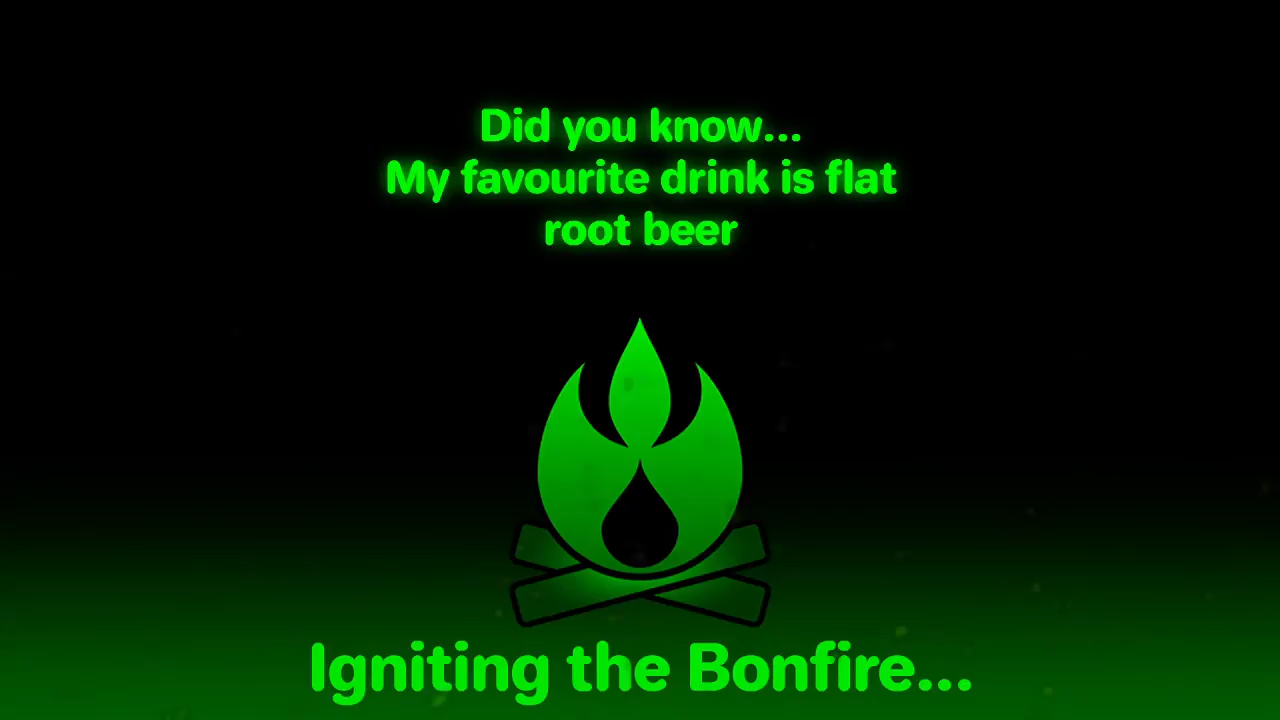 Did you know...
My favourite drink is flat
root beer
Igniting the Bonfire...